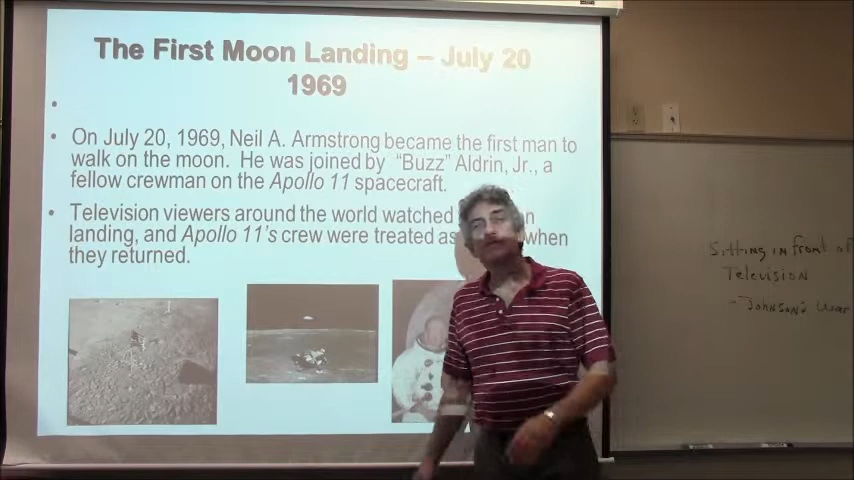 The First Moon Landing – July 20
1969
• On July 20, 1969, Neil A. Armstrong became the first man to
walk on the moon. He was joined by “Buzz” Aldrin, Jr., a
fellow crewman on the Apollo 11 spacecraft.
• Television viewers around the world watched
landing, and Apollo 11’s crew were treated as when
they returned.
Sitting in front of
Television
- Johnson's War